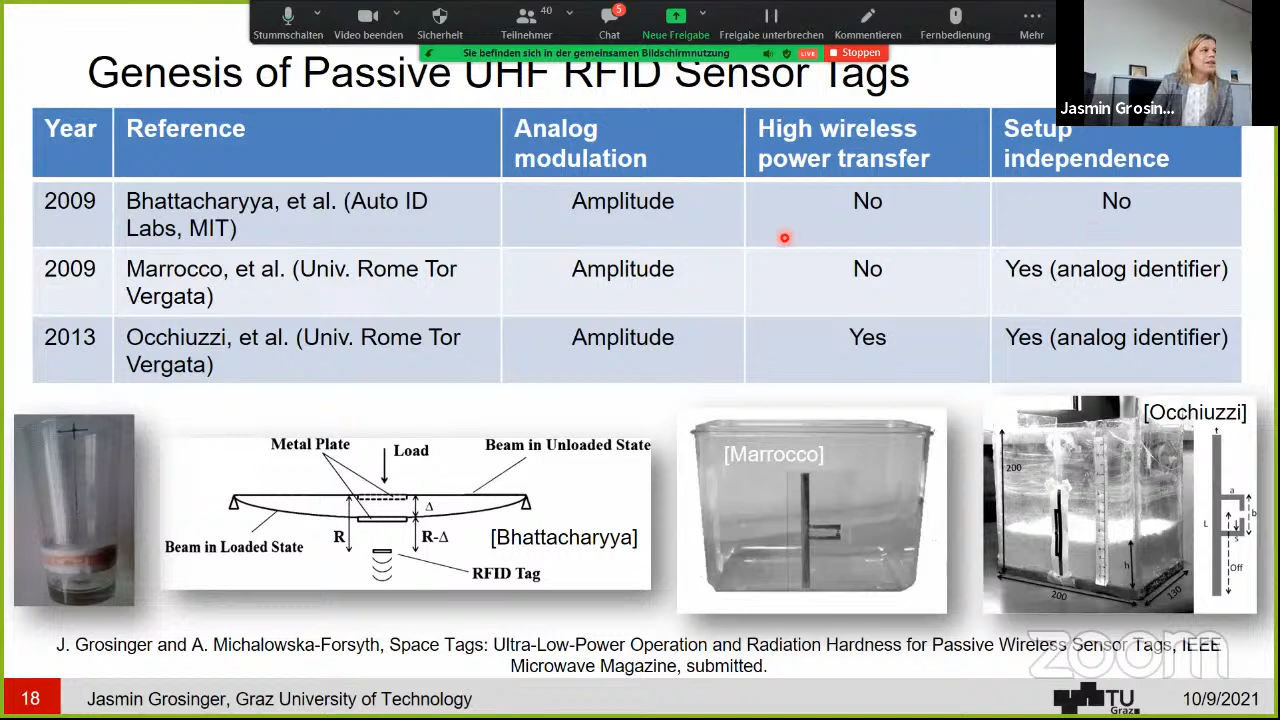 40
5
Stummschalten
Video beenden
Sicherheit
Teilnehmer
Chat
Neue Freigabe
Freigabe unterbrechen
Kommentieren
Fernbedienung
Mehr
Sie befinden sich in der gemeinsamen Bildschirmnutzung
LIVE
Stoppen
Jasmin Grosin...
Genesis of Passive UHF RFID Sensor Tags
Year Reference Analog modulation High wireless power transfer Setup independence
2009 Bhattacharyya, et al. (Auto ID Amplitude No No
Labs, MIT)
2009 Marrocco, et al. (Univ. Rome Tor Amplitude No Yes (analog identifier)
Vergata)
2013 Occhiuzzi, et al. (Univ. Rome Tor Amplitude Yes Yes (analog identifier)
Vergata)
Metal Plate
Load
Beam in Unloaded State
Δ
R
R-Δ
Beam in Loaded State
[Bhattacharyya]
RFID Tag
[Marrocco]
[Occhiuzzi]
200
h
200
130
t
a
b
L
s
Off
J. Grosinger and A. Michalowska-Forsyth, Space Tags: Ultra-Low-Power Operation and Radiation Hardness for Passive Wireless Sensor Tags, IEEE
Microwave Magazine, submitted.
zoom
18
Jasmin Grosinger, Graz University of Technology
TU
Graz
10/9/2021